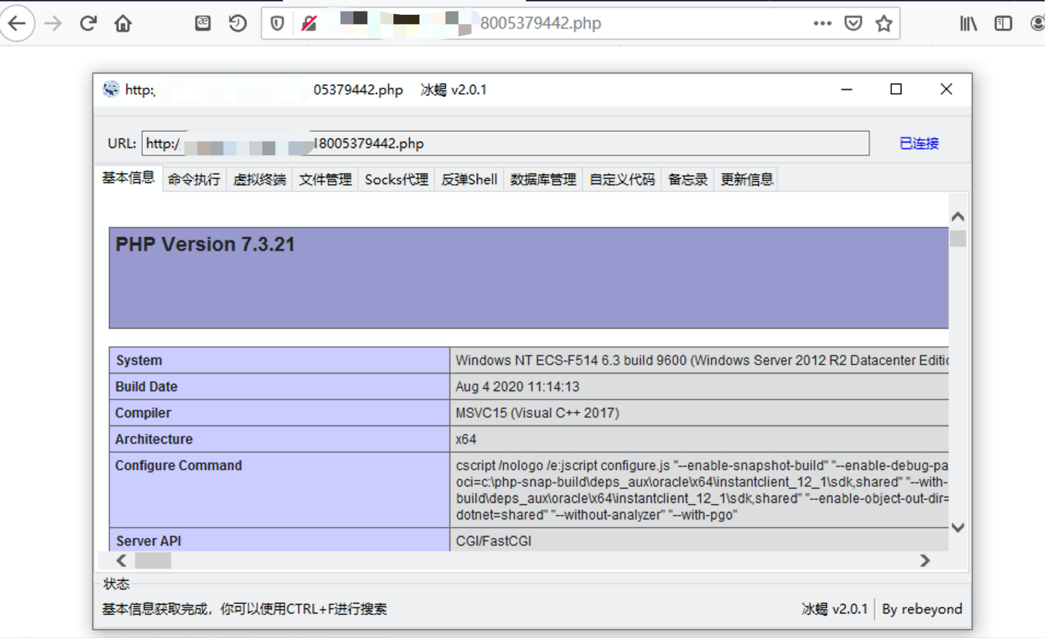 8005379442.php
http:, 05379442.php 冰蝎 v2.0.1
URL: http:/ 18005379442.php 已连接
基本信息 命令执行 虚拟终端 文件管理 Socks代理 反弹Shell 数据库管理 自定义代码 备忘录 更新信息
PHP Version 7.3.21
System Windows NT ECS-F514 6.3 build 9600 (Windows Server 2012 R2 Datacenter Editio
Build Date Aug 4 2020 11:14:13
Compiler MSVC15 (Visual C++ 2017)
Architecture x64
Configure Command cscript /nologo /e:jscript configure.js "--enable-snapshot-build" "--enable-debug-pa
oci=c:\php-snap-build\deps_aux\oracle\x64\instantclient_12_1\sdk,shared" "--with-
build\deps_aux\oracle\x64\instantclient_12_1\sdk,shared" "--enable-object-out-dir=
dotnet=shared" "--without-analyzer" "--with-pgo"
Server API CGI/FastCGI
状态
基本信息获取完成，你可以使用CTRL+F进行搜索 冰蝎 v2.0.1 By rebeyond